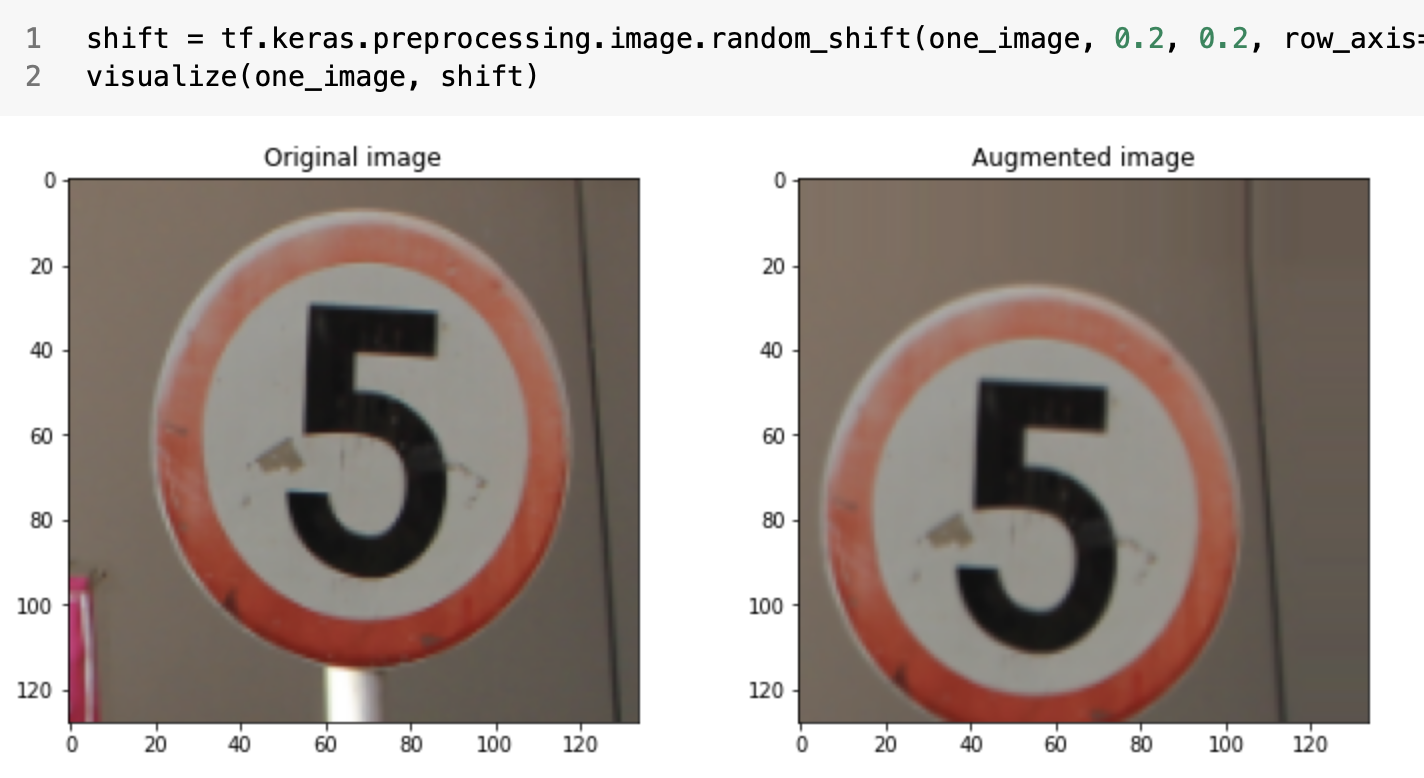 1 shift = tf.keras.preprocessing.image.random_shift(one_image, 0.2, 0.2, row_axis=
2 visualize(one_image, shift)
Original image
0
20
40
60
80
100
120
0 20 40 60 80 100 120
5
Augmented image
0
20
40
60
80
100
120
0 20 40 60 80 100 120
5